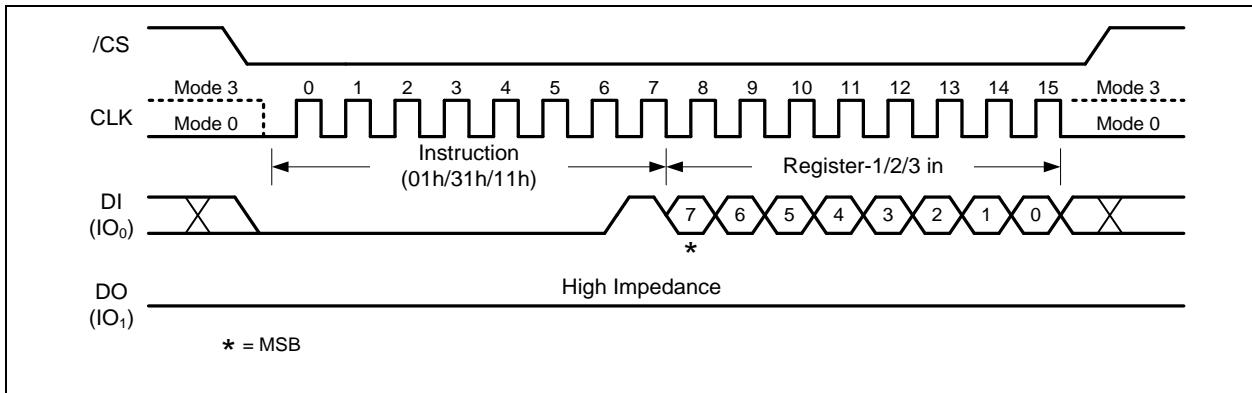 /CS
Mode 3 0 1 2 3 4 5 6 7 8 9 10 11 12 13 14 15 Mode 3
CLK
Mode 0 Mode 0
Instruction
(01h/31h/11h)
Register-1/2/3 in
DI
(IO₀)
7 6 5 4 3 2 1 0
*
High Impedance
DO
(IO₁)
* = MSB